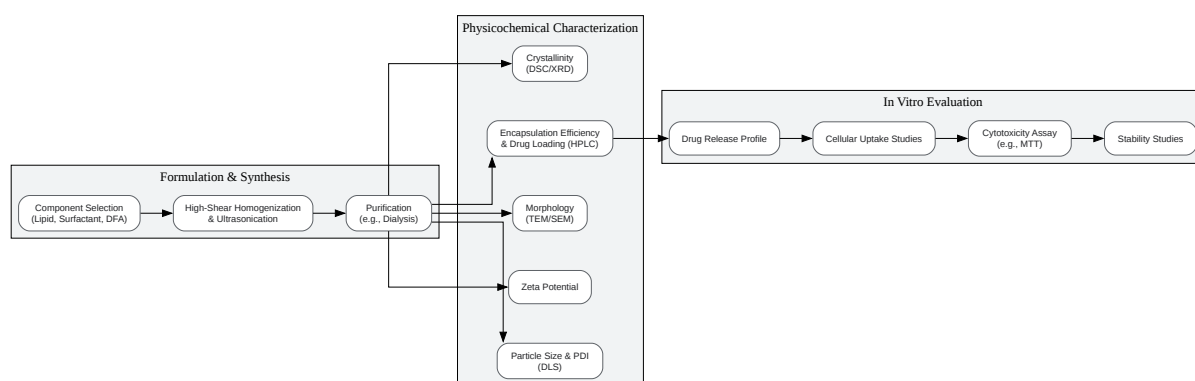 Formulation & Synthesis
Component Selection
(Lipid, Surfactant, DFA)
High-Shear Homogenization
& Ultrasonication
Purification
(e.g., Dialysis)
Physicochemical Characterization
Crystallinity
(DSC/XRD)
Encapsulation Efficiency
& Drug Loading (HPLC)
Morphology
(TEM/SEM)
Zeta Potential
Particle Size & PDI
(DLS)
In Vitro Evaluation
Drug Release Profile
Cellular Uptake Studies
Cytotoxicity Assay
(e.g., MTT)
Stability Studies